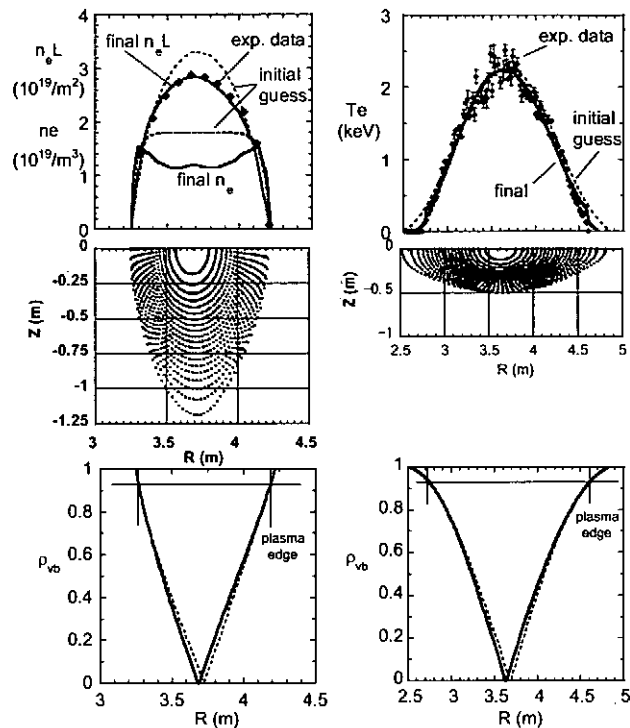 n_e L
(10^19/m^2)
ne
(10^19/m^3)
4
3
2
1
0
final n_e L
exp. data
initial
guess
final n_e
Te
(keV)
3
2
1
0
exp. data
initial
guess
final
Z (m)
0
-0.25
-0.5
-0.75
-1
-1.25
3 3.5 4 4.5
R (m)
Z (m)
0
-0.5
-1
2.5 3 3.5 4 4.5 5
R (m)
ρ_vb
1
0.8
0.6
0.4
0.2
0
plasma
edge
3 3.5 4 4.5
R (m)
ρ_vb
1
0.8
0.6
0.4
0.2
0
plasma
edge
2.5 3 3.5 4 4.5 5
R (m)